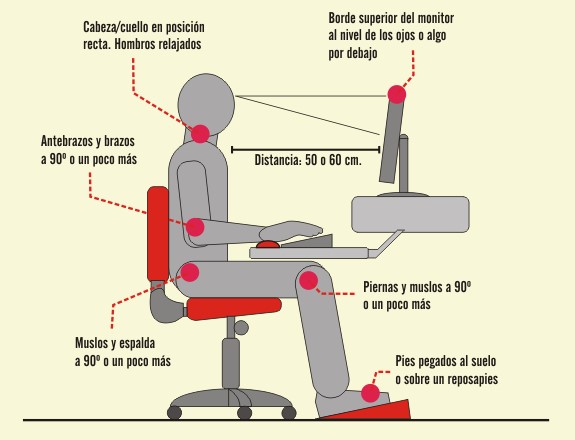 Cabeza/cuello en posición
recta. Hombros relajados
Borde superior del monitor
al nivel de los ojos o algo
por debajo
Antebrazos y brazos
a 90º o un poco más
Distancia: 50 o 60 cm.
Piernas y muslos a 90º
o un poco más
Muslos y espalda
a 90º o un poco más
Pies pegados al suelo
o sobre un reposapies